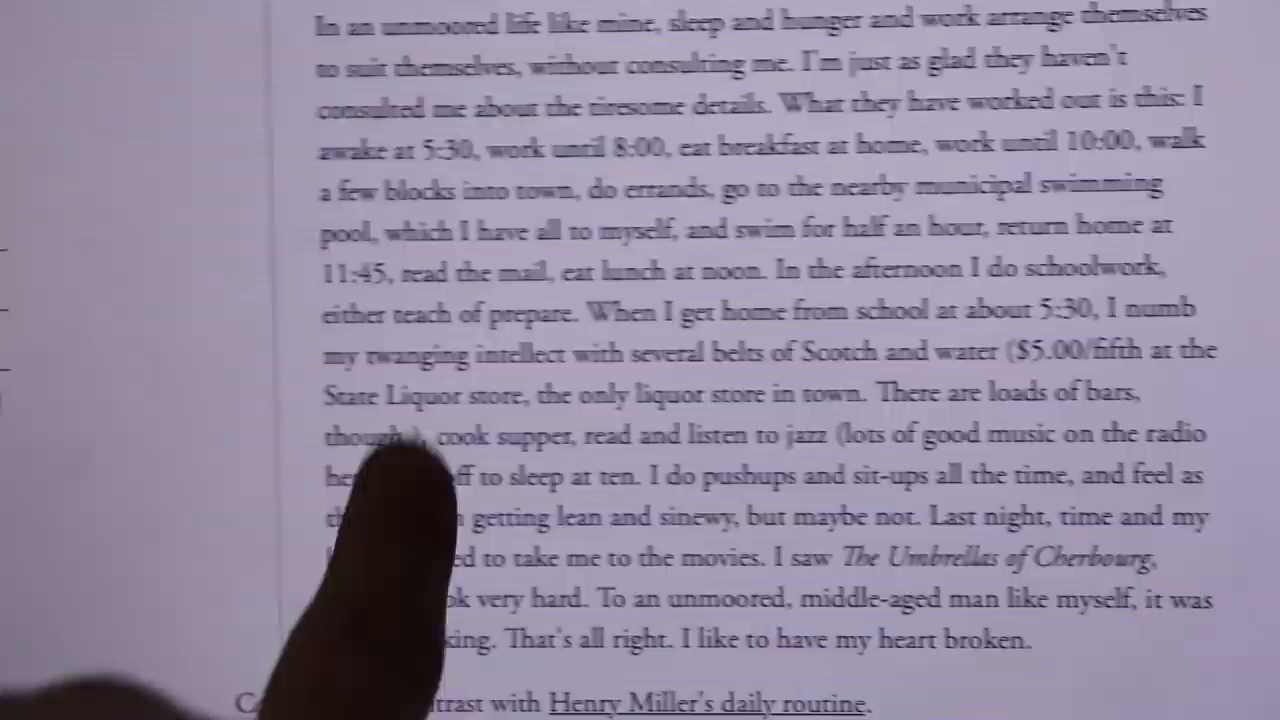 In an unmoored life like mine, sleep and hunger and work arrange themselves
to suit themselves, without consulting me. I'm just as glad they haven't
consulted me about the tiresome details. What they have worked out is this: I
awake at 5:30, work until 8:00, eat breakfast at home, work until 10:00, walk
a few blocks into town, do errands, go to the nearby municipal swimming
pool, which I have all to myself, and swim for half an hour, return home at
11:45, read the mail, eat lunch at noon. In the afternoon I do schoolwork,
either teach of prepare. When I get home from school at about 5:30, I numb
my twanging intellect with several belts of Scotch and water ($5.00/fifth at the
State Liquor store, the only liquor store in town. There are loads of bars,
cook supper, read and listen to jazz (lots of good music on the radio
to sleep at ten. I do pushups and sit-ups all the time, and feel as
getting lean and sinewy, but maybe not. Last night, time and my
to take me to the movies. I saw The Umbrellas of Cherbourg,
very hard. To an unmoored, middle-aged man like myself, it was
That's all right. I like to have my heart broken.
with Henry Miller's daily routine.